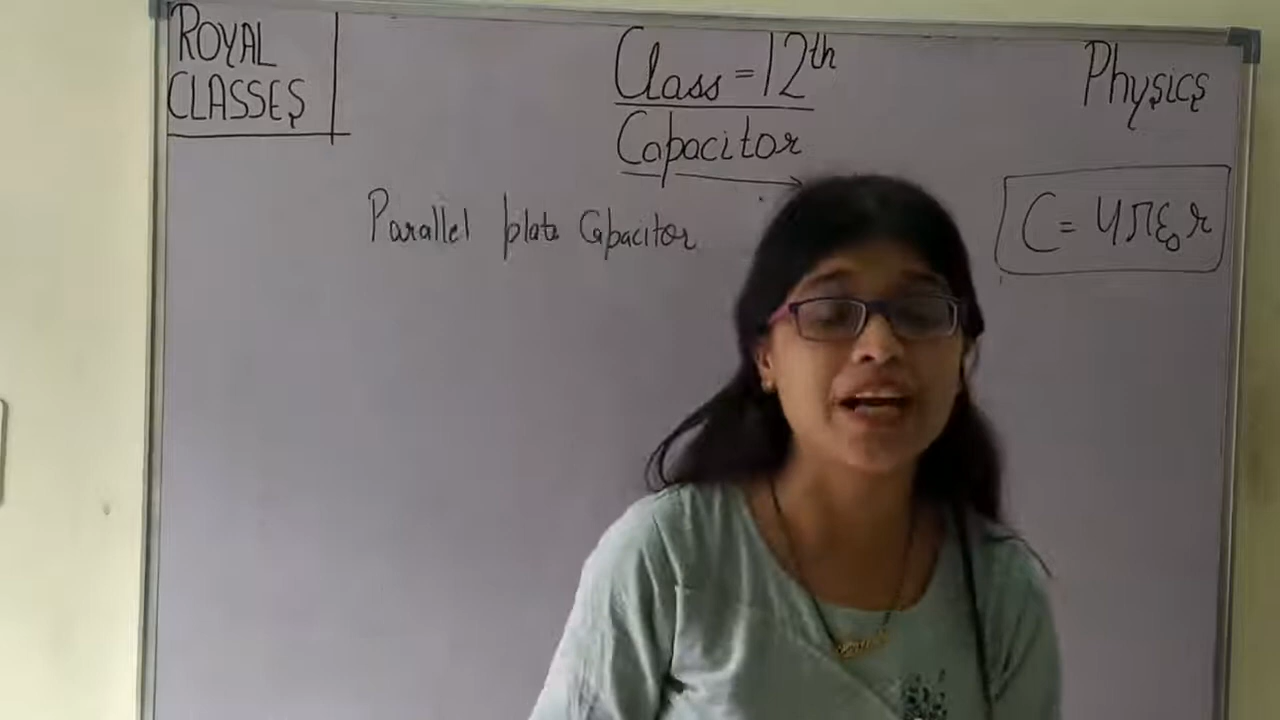 ROYAL
CLASSES
Class = 12th
Physics
Capacitor
Parallel plate Capacitor
C = 4πε₀r